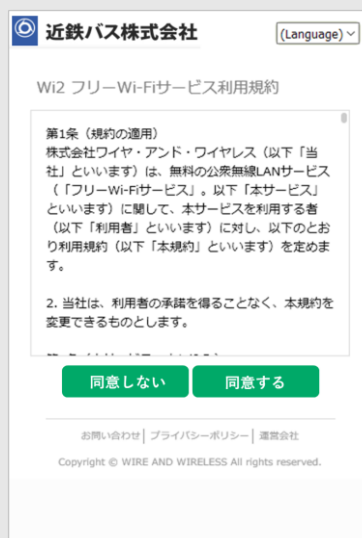 近鉄バス株式会社
(Language)
Wi2 フリーWi-Fiサービス利用規約
第1条（規約の適用）
株式会社ワイヤ・アンド・ワイヤレス（以下「当
社」といいます）は、無料の公衆無線LANサービス
（「フリーWi-Fiサービス」。以下「本サービス」
といいます）に関して、本サービスを利用する者
（以下「利用者」といいます）に対し、以下のとお
り利用規約（以下「本規約」といいます）を定めま
す。
2. 当社は、利用者の承諾を得ることなく、本規約を
変更できるものとします。
同意しない
同意する
お問い合わせ│ プライバシーポリシー│ 運営会社
Copyright © WIRE AND WIRELESS All rights reserved.